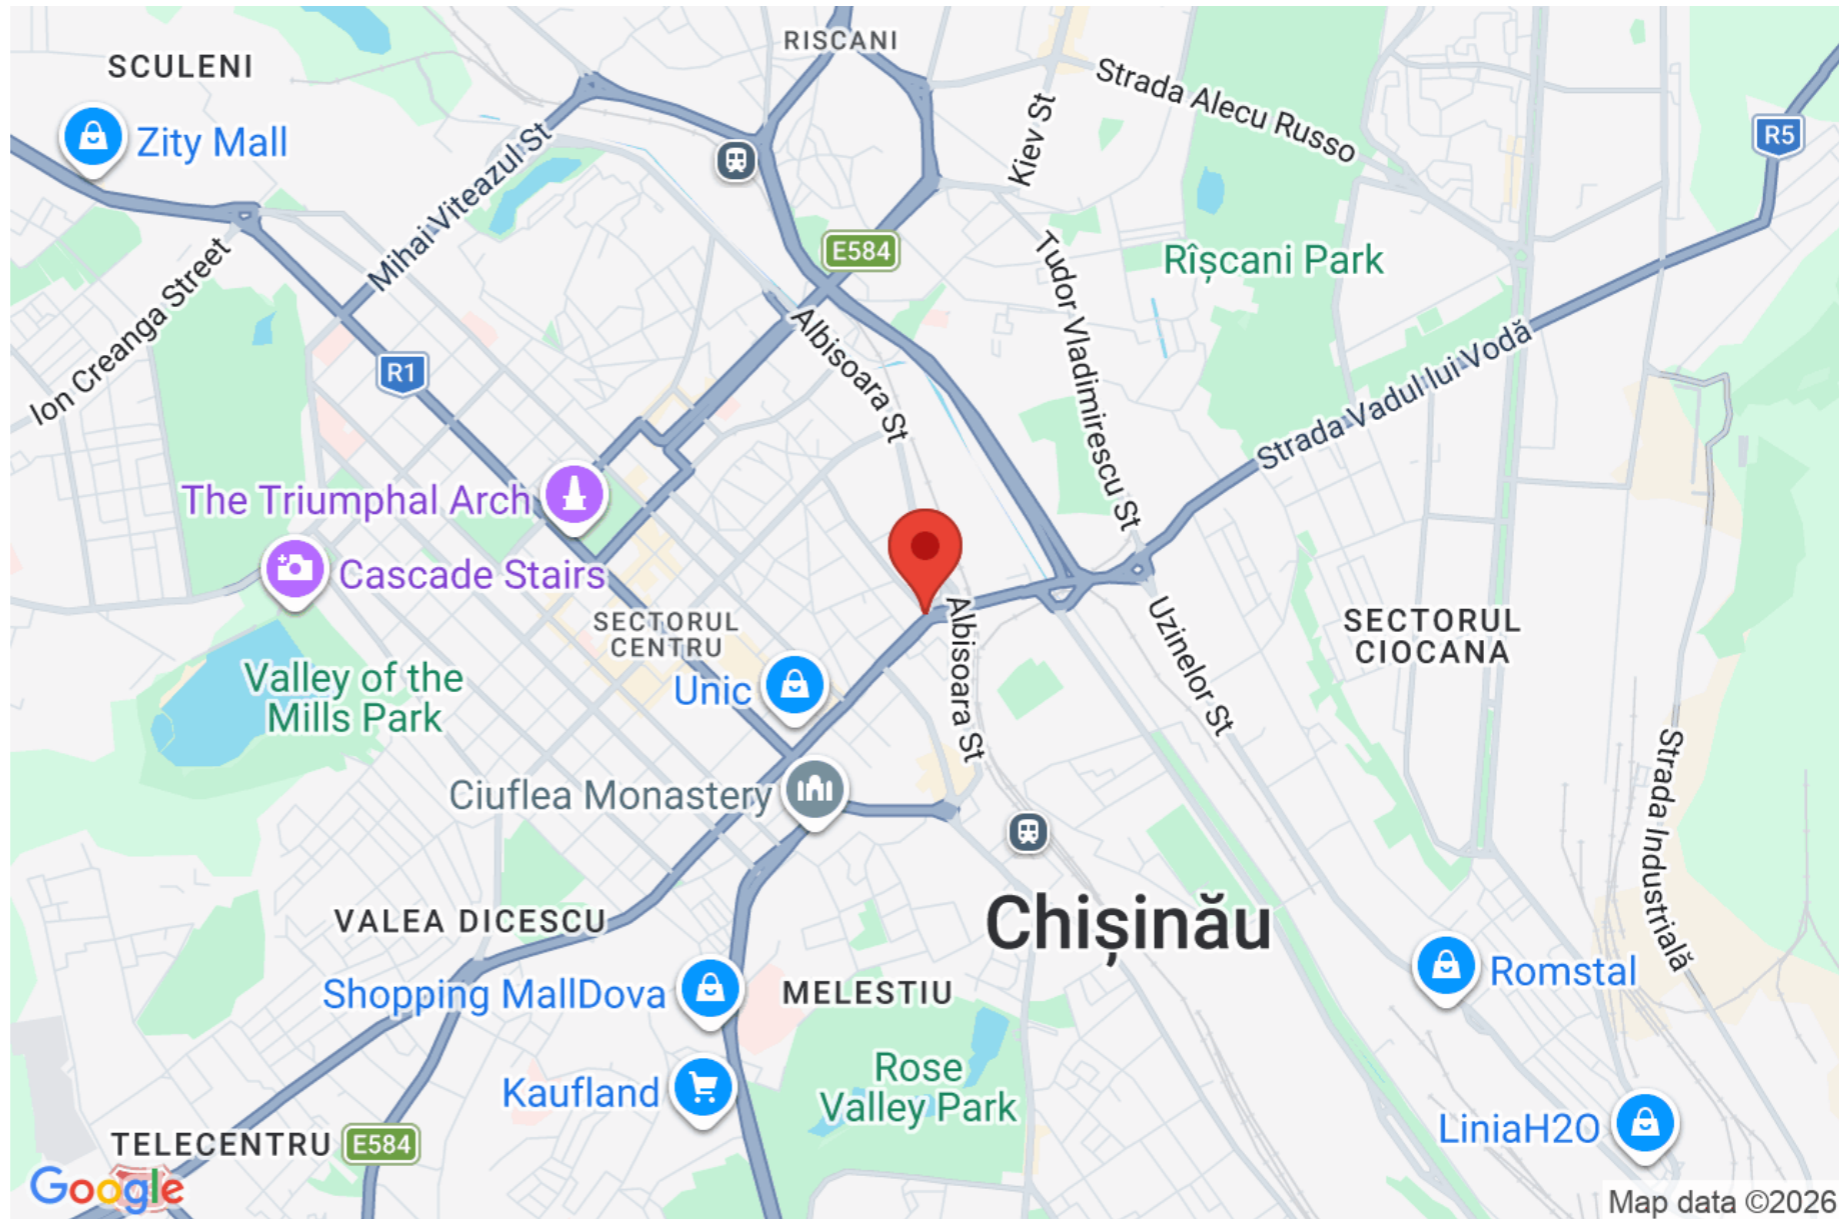 RISCANI
SCULENI
Strada Alecu Russo
Zity Mall
Kiev St
R5
Mihai Viteazul St
E584
Rîșcani Park
Ion Creanga Street
Tudor Vladimirescu St
Albisoara St
Strada Vadul lui Vodă
R1
The Triumphal Arch
Cascade Stairs
SECTORUL
CENTRU
Albisoara St
Uzinelor St
SECTORUL
CIOCANA
Valley of the
Mills Park
Unic
Ciuflea Monastery
Strada Industrială
Chișinău
VALEA DICESCU
Shopping MallDova
MELESTIU
Romstal
Rose
Valley Park
Kaufland
LiniaH2O
TELECENTRU
E584
Google
Map data ©2026